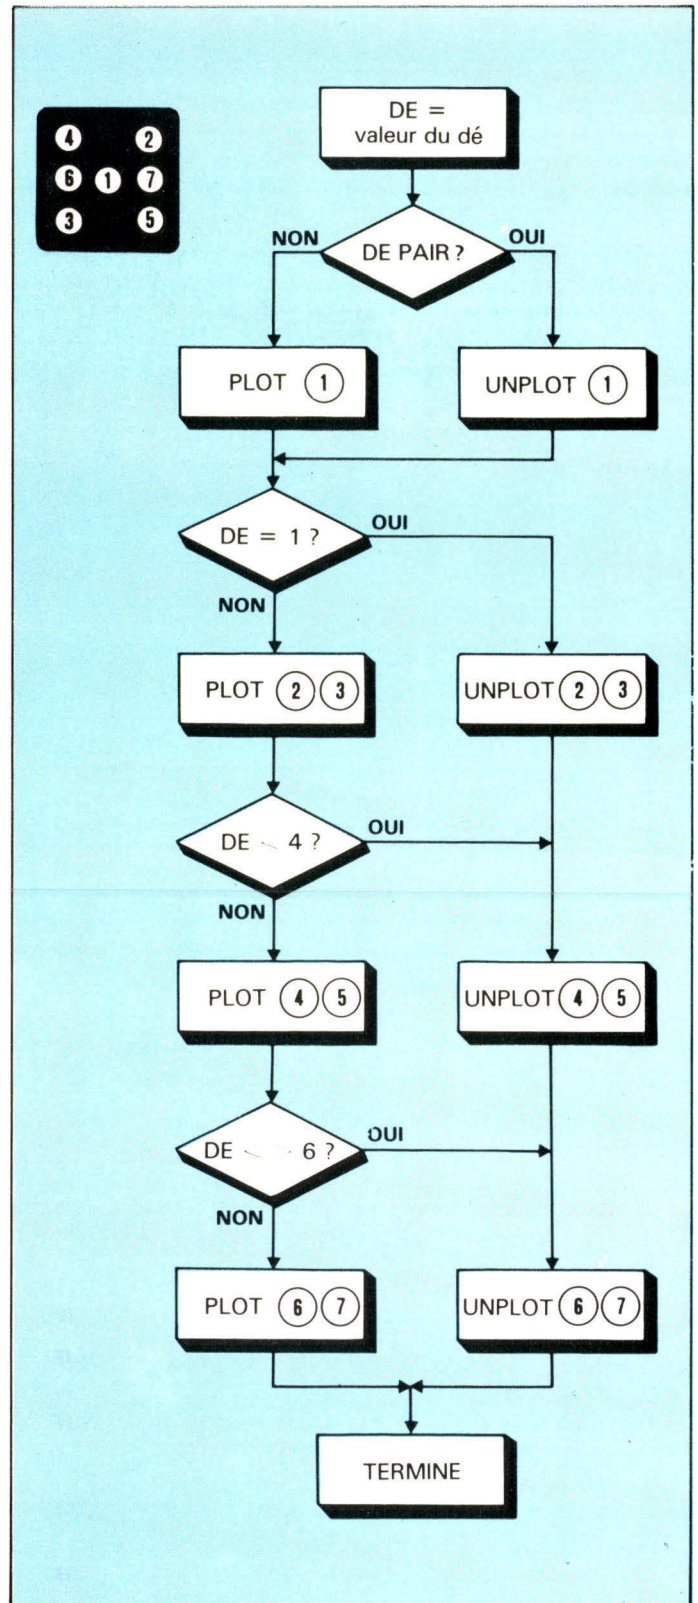 4 2
6 1 7
3 5
DE =
valeur du dé
DE PAIR ?
NON
OUI
PLOT 1
UNPLOT 1
DE = 1 ?
OUI
NON
PLOT 2 3
UNPLOT 2 3
DE < 4 ?
OUI
NON
PLOT 4 5
UNPLOT 4 5
DE < > 6 ?
OUI
NON
PLOT 6 7
UNPLOT 6 7
TERMINE